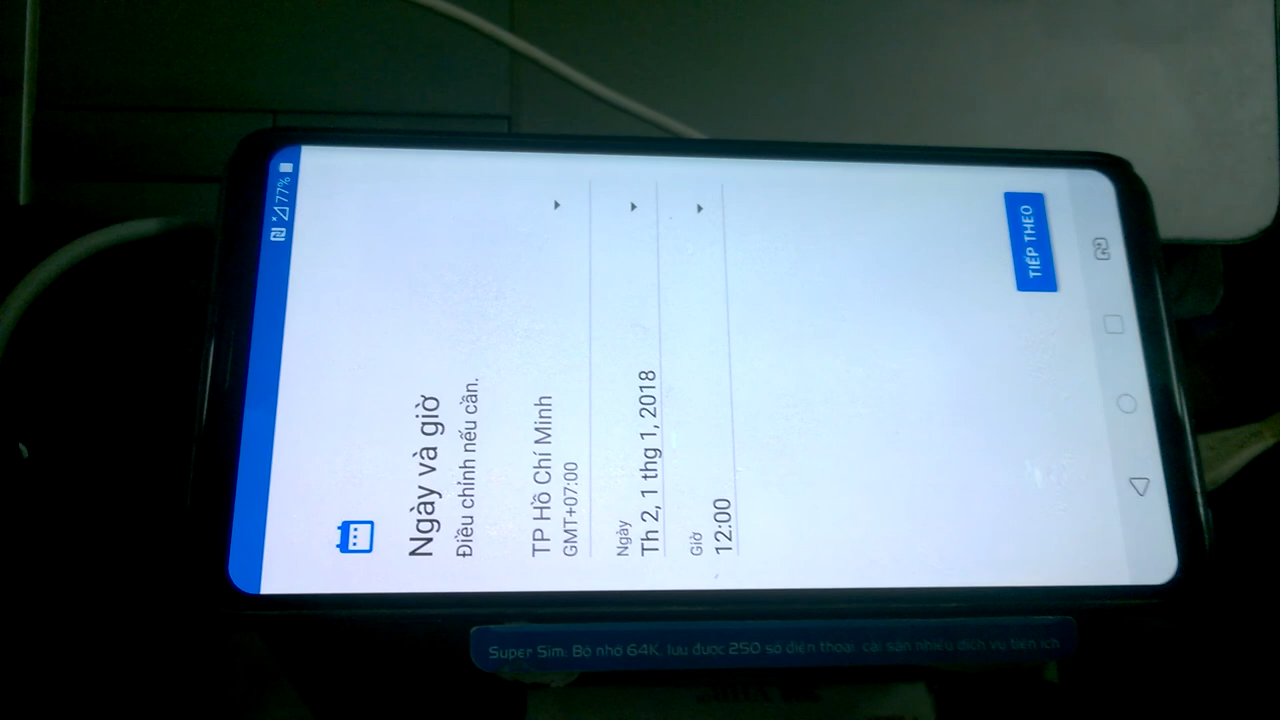 77%
Ngày và giờ
Điều chỉnh nếu cần.
TP Hồ Chí Minh
GMT+07:00
Ngày
Th 2, 1 thg 1, 2018
Giờ
12:00
TIẾP THEO
Super Sim: Bộ nhớ 64K, lưu được 250 số điện thoại, cài sẵn nhiều dịch vụ tiện ích